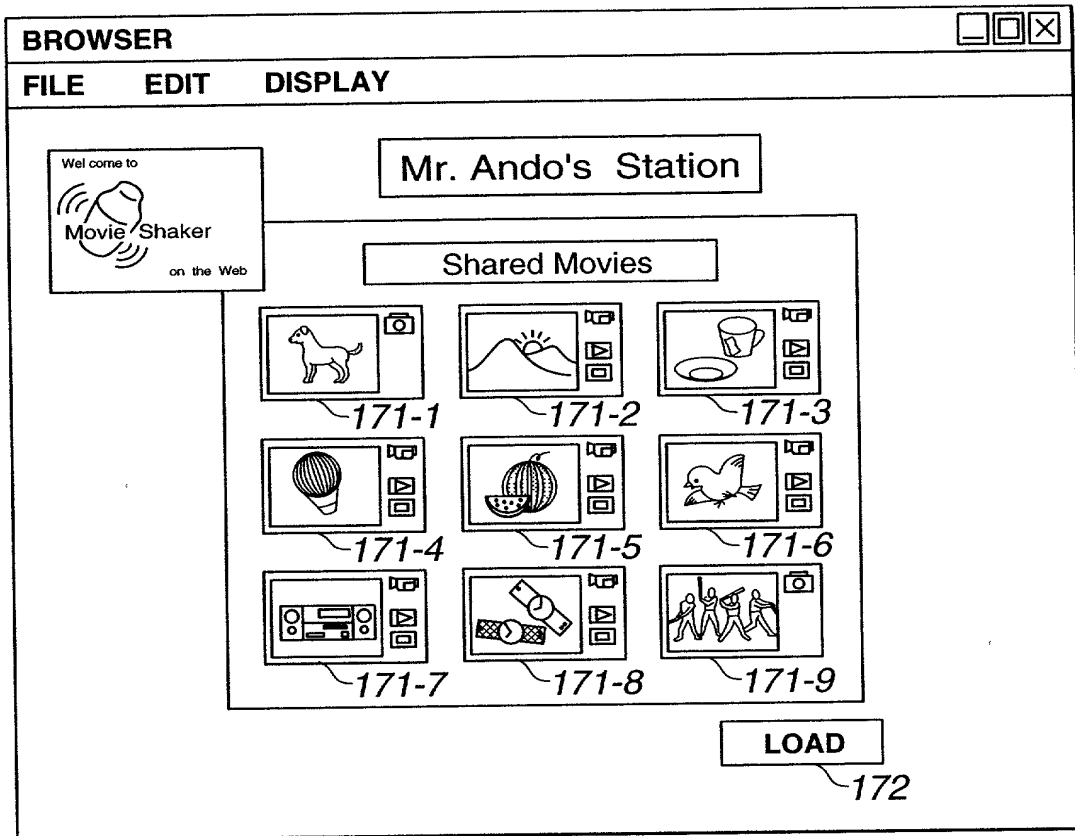 BROWSER
FILE EDIT DISPLAY
Wel come to
Movie Shaker
on the Web
Mr. Ando's Station
Shared Movies
171-1 171-2 171-3
171-4 171-5 171-6
171-7 171-8 171-9
LOAD
172